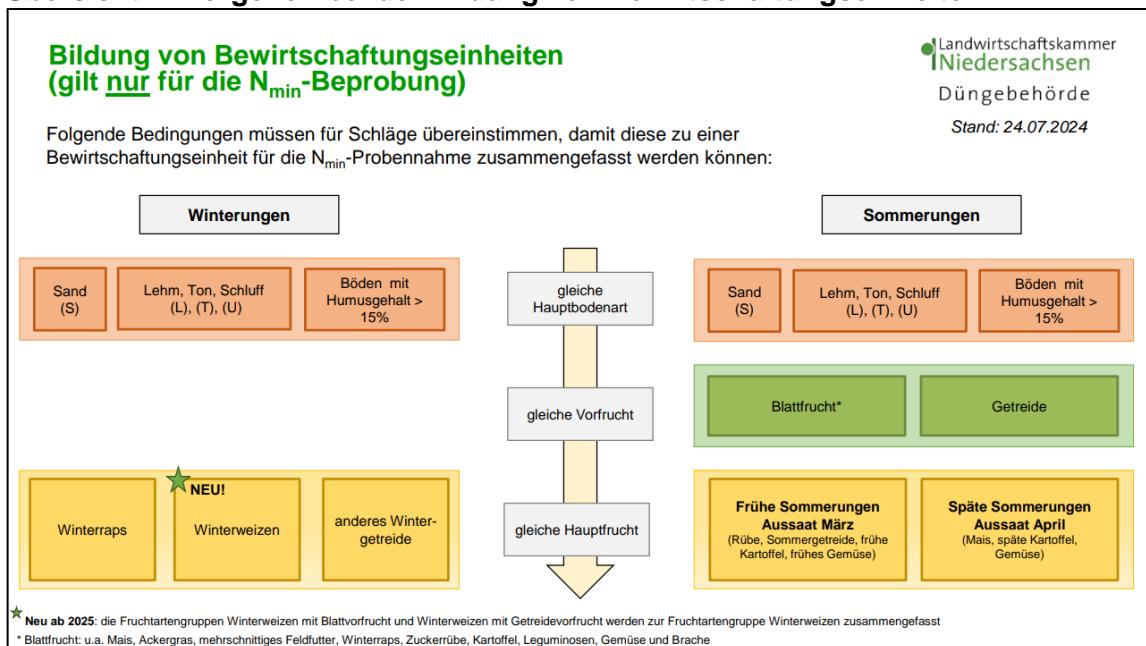 Bildung von Bewirtschaftungseinheiten
(gilt nur für die Nmin-Beprobung)
Landwirtschaftskammer
Niedersachsen
Düngebehörde
Stand: 24.07.2024
Folgende Bedingungen müssen für Schläge übereinstimmen, damit diese zu einer
Bewirtschaftungseinheit für die Nmin-Probennahme zusammengefasst werden können:
Winterungen
Sommerungen
Sand
(S)
Lehm, Ton, Schluff
(L), (T), (U)
Böden mit
Humusgehalt >
15%
gleiche
Hauptbodenart
Sand
(S)
Lehm, Ton, Schluff
(L), (T), (U)
Böden mit
Humusgehalt >
15%
gleiche Vorfrucht
Blattfrucht*
Getreide
Winterraps
NEU!
Winterweizen
anderes Winter-
getreide
gleiche Hauptfrucht
Frühe Sommerungen
Aussaat März
(Rübe, Sommergetreide, frühe
Kartoffel, frühes Gemüse)
Späte Sommerungen
Aussaat April
(Mais, späte Kartoffel,
Gemüse)
Neu ab 2025: die Fruchtartengruppen Winterweizen mit Blattvorfrucht und Winterweizen mit Getreidevorfrucht werden zur Fruchtartengruppe Winterweizen zusammengefasst
* Blattfrucht: u.a. Mais, Ackergras, mehrschnittiges Feldfutter, Winterraps, Zuckerrübe, Kartoffel, Leguminosen, Gemüse und Brache